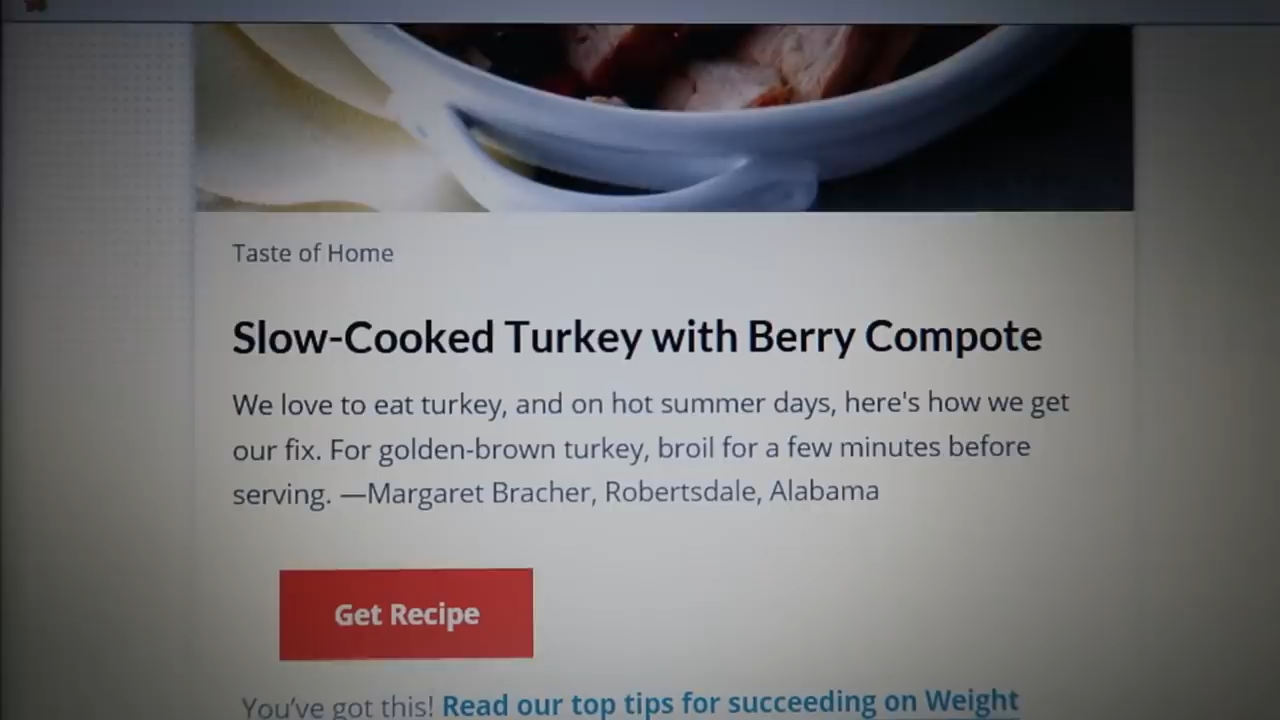 Taste of Home
Slow-Cooked Turkey with Berry Compote
We love to eat turkey, and on hot summer days, here's how we get
our fix. For golden-brown turkey, broil for a few minutes before
serving. —Margaret Bracher, Robertsdale, Alabama
Get Recipe
You’ve got this! Read our top tips for succeeding on Weight